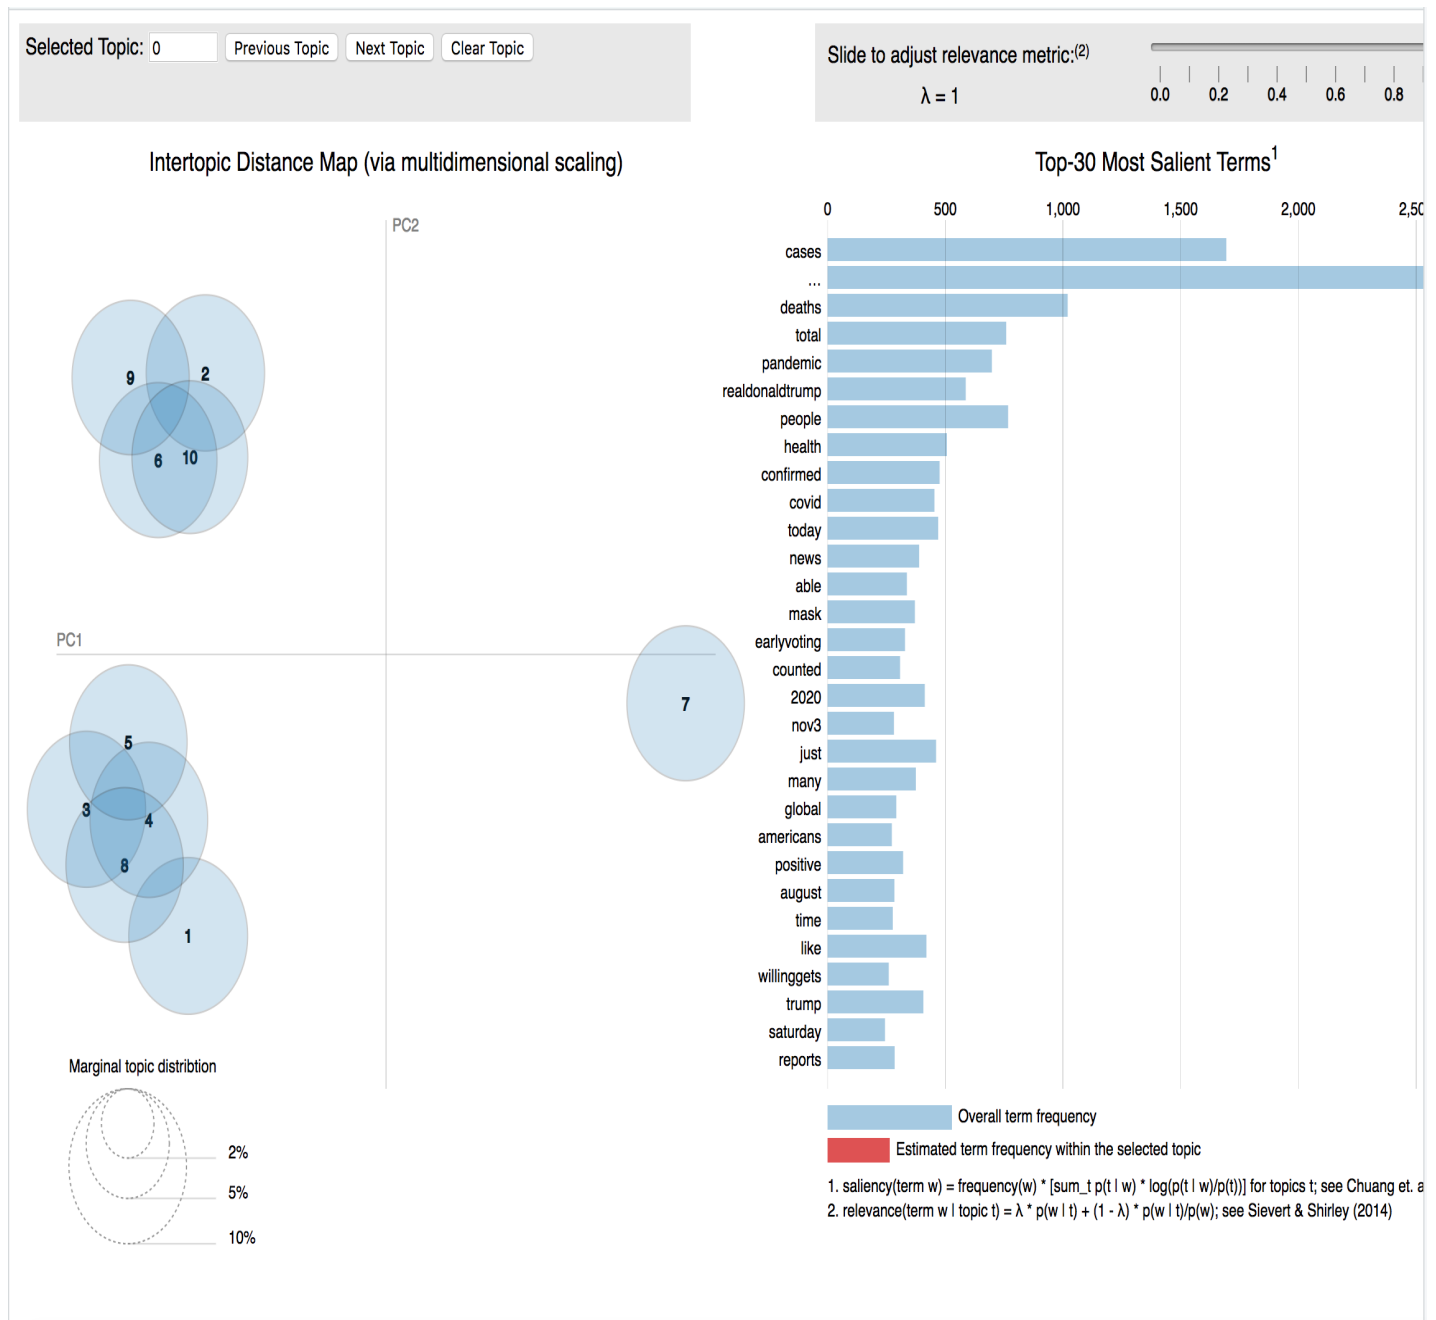 Selected Topic: 0 Previous Topic Next Topic Clear Topic
Slide to adjust relevance metric:(2)
λ = 1
0.0 0.2 0.4 0.6 0.8
Intertopic Distance Map (via multidimensional scaling)
PC2
PC1
9
2
6
10
7
5
3
4
8
1
Marginal topic distribtion
2%
5%
10%
Top-30 Most Salient Terms1
0 500 1,000 1,500 2,000 2,50
cases
...
deaths
total
pandemic
realdonaldtrump
people
health
confirmed
covid
today
news
able
mask
earlyvoting
counted
2020
nov3
just
many
global
americans
positive
august
time
like
willinggets
trump
saturday
reports
Overall term frequency
Estimated term frequency within the selected topic
1. saliency(term w) = frequency(w) * [sum_t p(t | w) * log(p(t | w)/p(t))] for topics t; see Chuang et. a
2. relevance(term w | topic t) = λ * p(w | t) + (1 - λ) * p(w | t)/p(w); see Sievert & Shirley (2014)